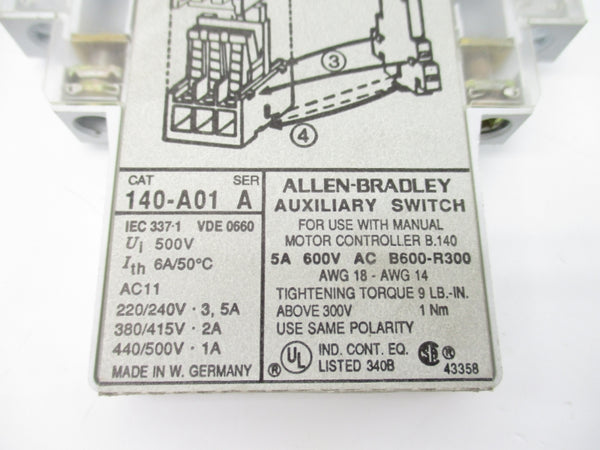 ③
④
CAT SER
140-A01 A
IEC 337-1 VDE 0660
Ui 500V
Ith 6A/50°C
AC11
220/240V · 3, 5A
380/415V · 2A
440/500V · 1A
MADE IN W. GERMANY
ALLEN-BRADLEY
AUXILIARY SWITCH
FOR USE WITH MANUAL
MOTOR CONTROLLER B.140
5A 600V AC B600-R300
AWG 18 - AWG 14
TIGHTENING TORQUE 9 LB.-IN.
ABOVE 300V 1 Nm
USE SAME POLARITY
UL ® IND. CONT. EQ.
LISTED 340B
SA ®
43358